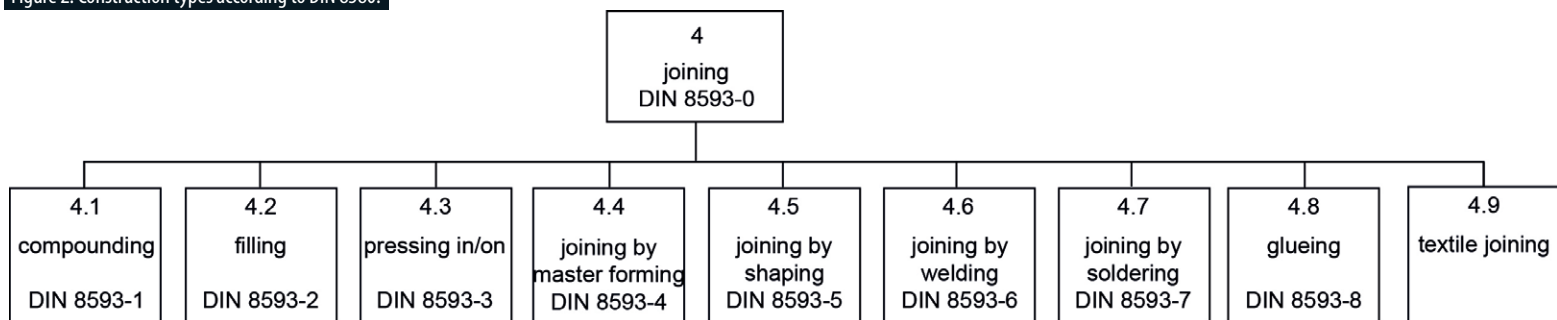 Figure 2. Construction types according to DIN 8580.
4
joining
DIN 8593-0
4.1
compounding
DIN 8593-1
4.2
filling
DIN 8593-2
4.3
pressing in/on
DIN 8593-3
4.4
joining by
master forming
DIN 8593-4
4.5
joining by
shaping
DIN 8593-5
4.6
joining by
welding
DIN 8593-6
4.7
joining by
soldering
DIN 8593-7
4.8
glueing
DIN 8593-8
4.9
textile joining